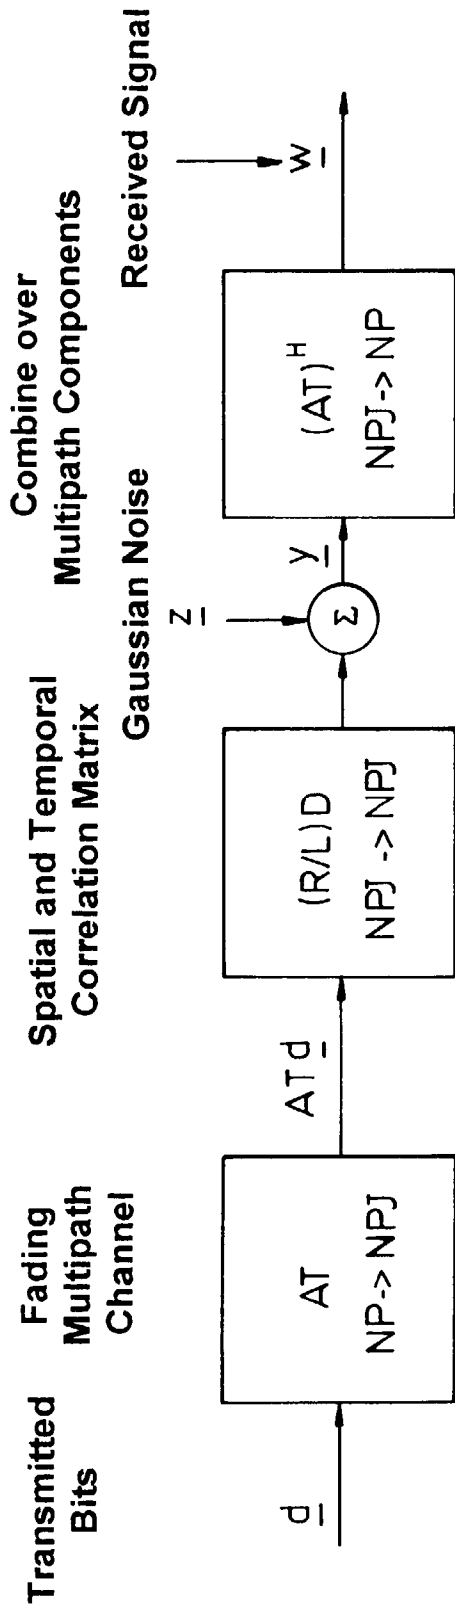 Transmitted
Bits
Fading
Multipath
Channel
Spatial and Temporal
Correlation Matrix
Gaussian Noise
Combine over
Multipath Components
Received Signal
d
AT
NP -> NPJ
ATd
(R/L)D
NPJ -> NPJ
z
Σ
y
(AT)^H
NPJ -> NP
w